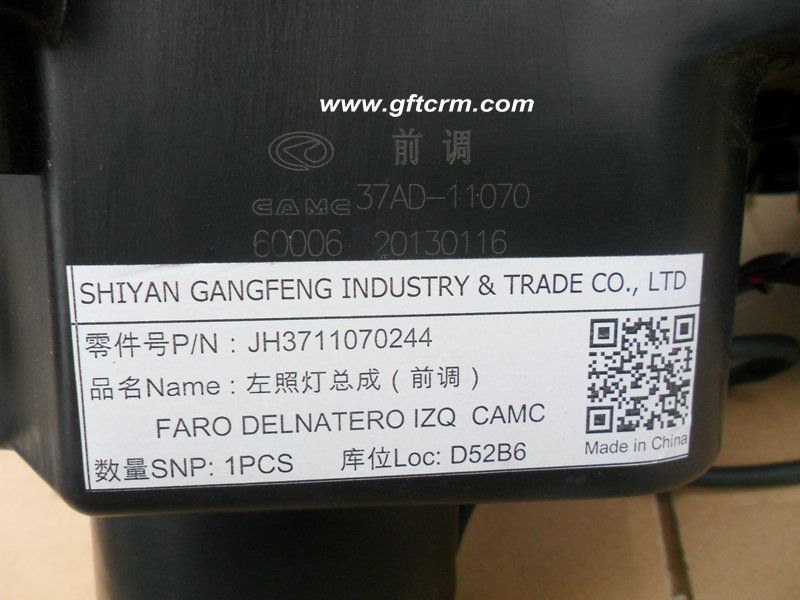 www.gftcrm.com
前调
CAMC 37AD-11070
60006 20130116
SHIYAN GANGFENG INDUSTRY & TRADE CO., LTD
零件号P/N : JH3711070244
品名Name : 左照灯总成 ( 前调 )
FARO DELNATERO IZQ CAMC
数量SNP: 1PCS 库位Loc: D52B6
Made in China